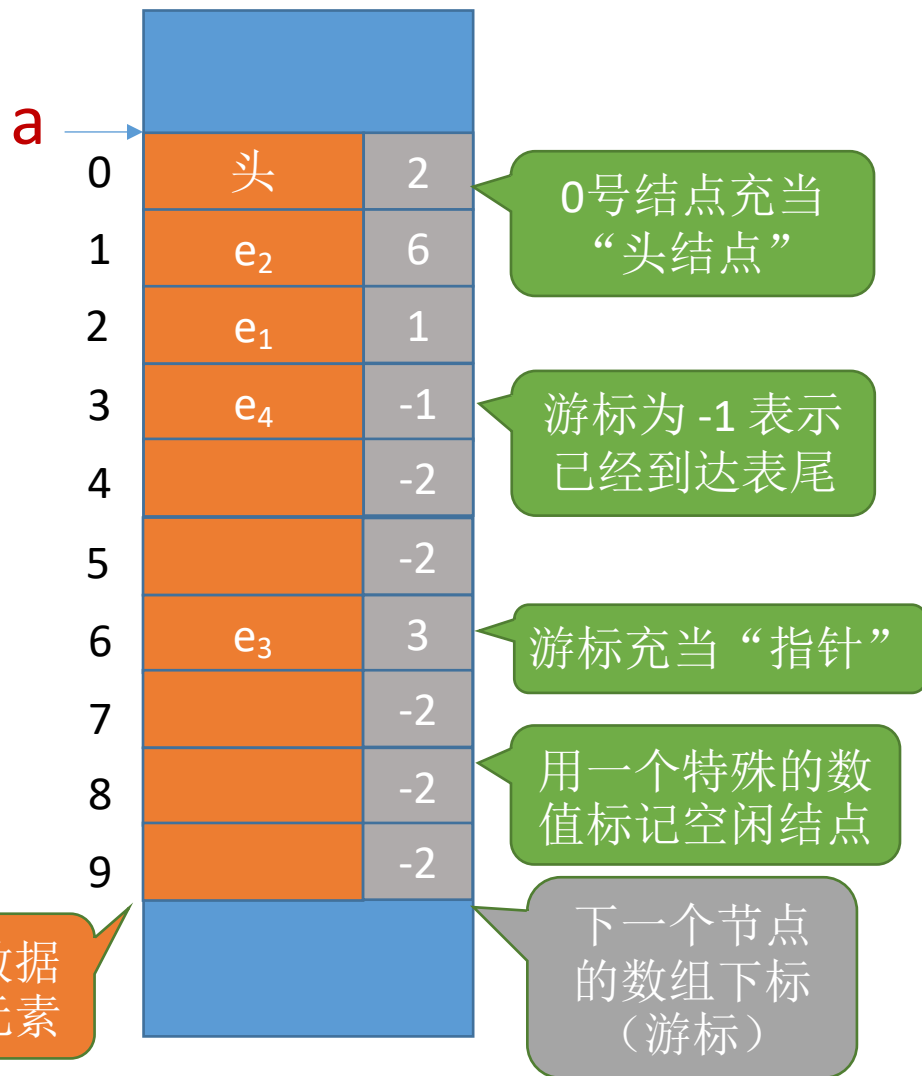 a
0 头 2
1 e₂ 6
2 e₁ 1
3 e₄ -1
4 -2
5 -2
6 e₃ 3
7 -2
8 -2
9 -2
0号结点充当
“头结点”
游标为 -1 表示
已经到达表尾
游标充当“指针”
用一个特殊的数
值标记空闲结点
下一个节点
的数组下标
（游标）
数据
元素